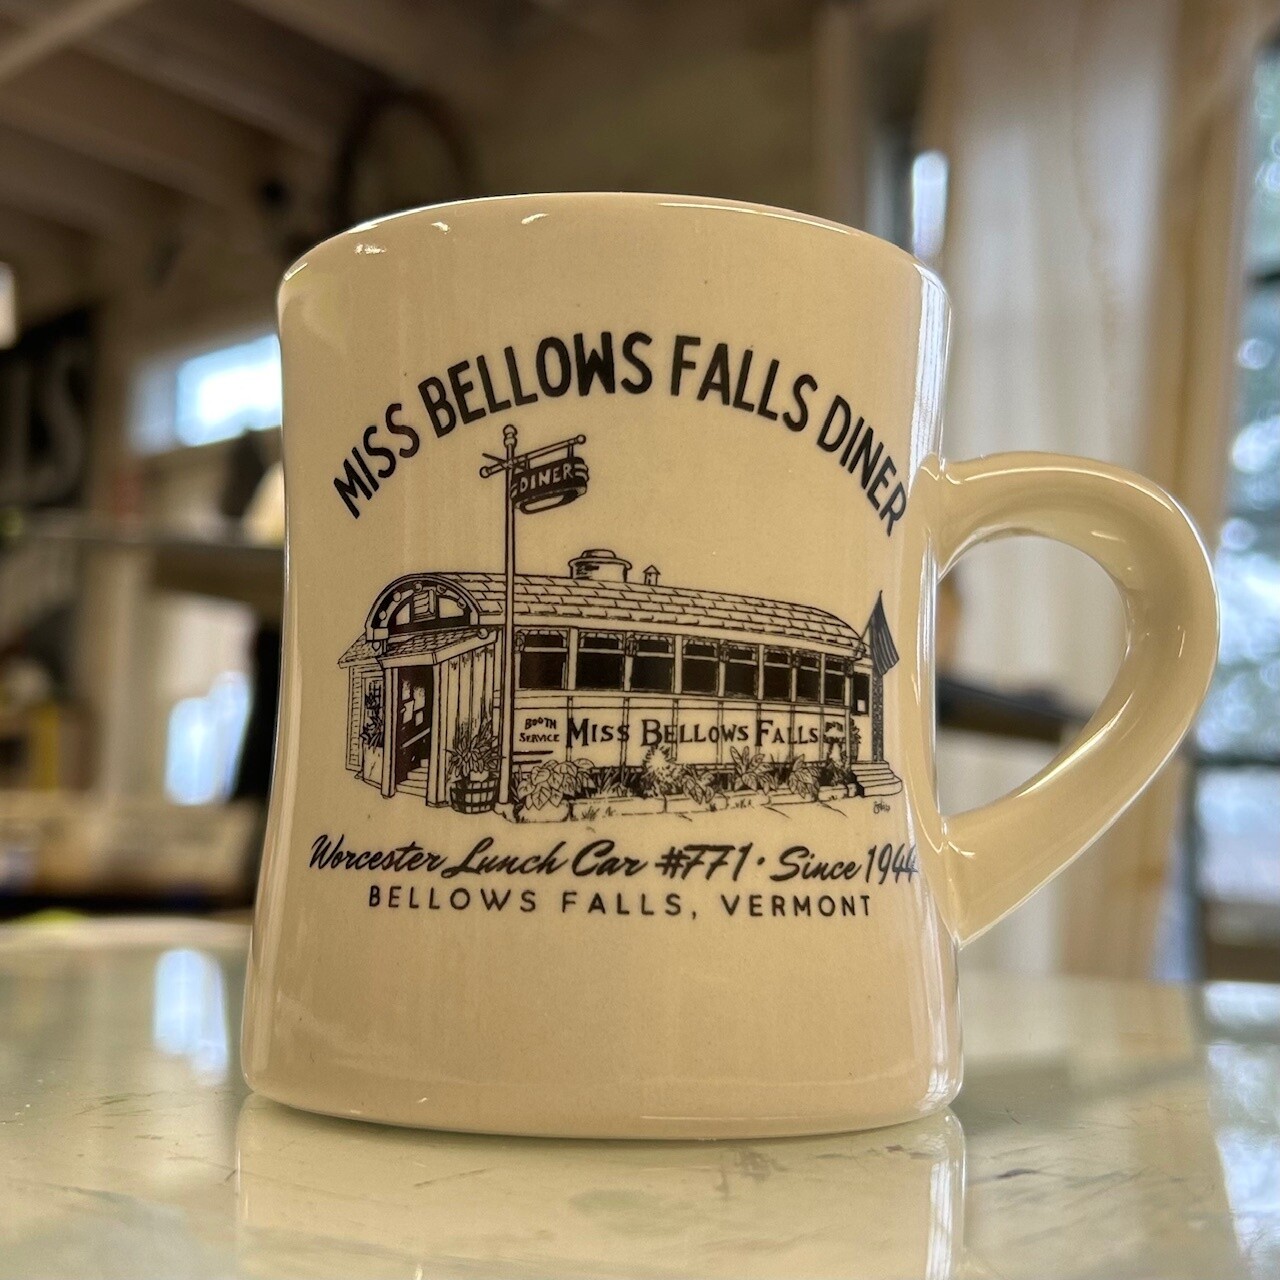 MISS BELLOWS FALLS DINER
DINER
BOOTH
SERVICE
MISS BELLOWS FALLS
Worcester Lunch Car #771 · Since 1944
BELLOWS FALLS, VERMONT